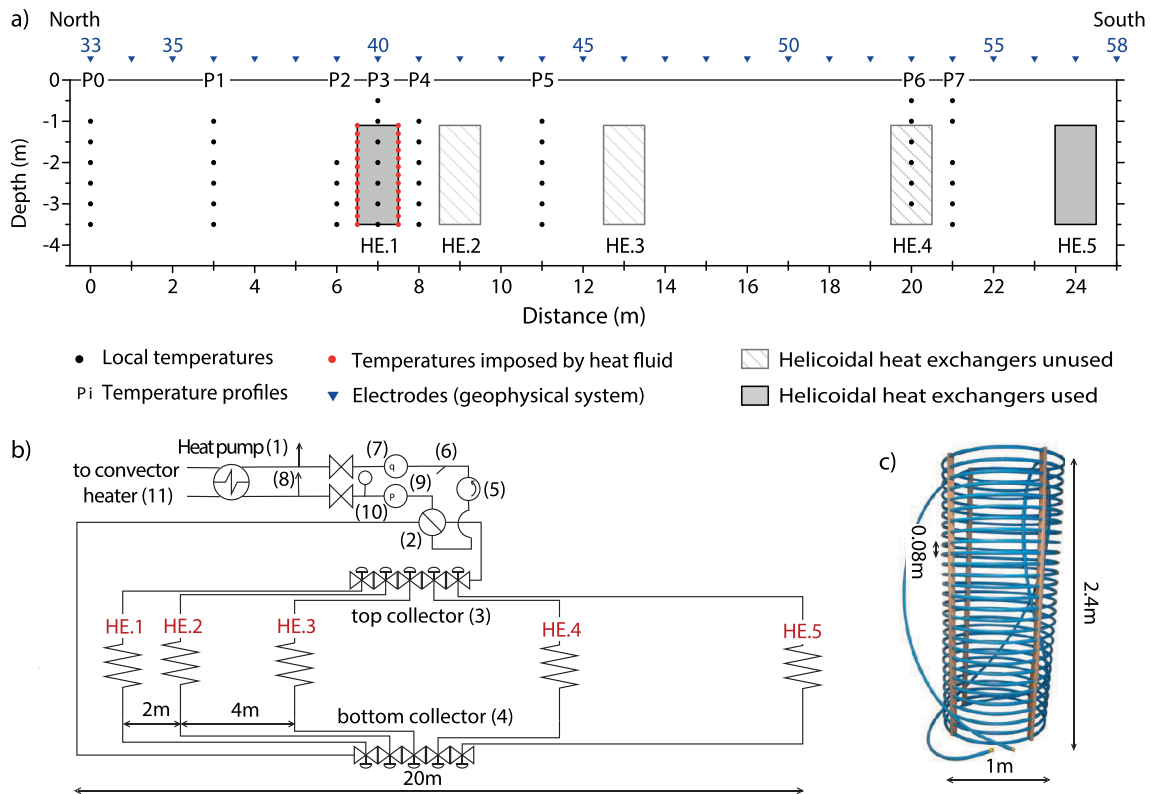 a)
North
South
33 35 40 45 50 55 58
0 P0 P1 P2 P3 P4 P5 P6 P7
-1
-2
-3
-4
Depth (m)
HE.1 HE.2 HE.3 HE.4 HE.5
0 2 4 6 8 10 12 14 16 18 20 22 24
Distance (m)
Local temperatures
Temperatures imposed by heat fluid
Helicoidal heat exchangers unused
Pi Temperature profiles
Electrodes (geophysical system)
Helicoidal heat exchangers used
b)
Heat pump (1)
(7)
(6)
to convector
heater (11)
(8)
q
(9)
(5)
P
(10)
(2)
top collector (3)
HE.1 HE.2 HE.3 HE.4 HE.5
2m 4m
bottom collector (4)
20m
c)
0.08m
2.4m
1m